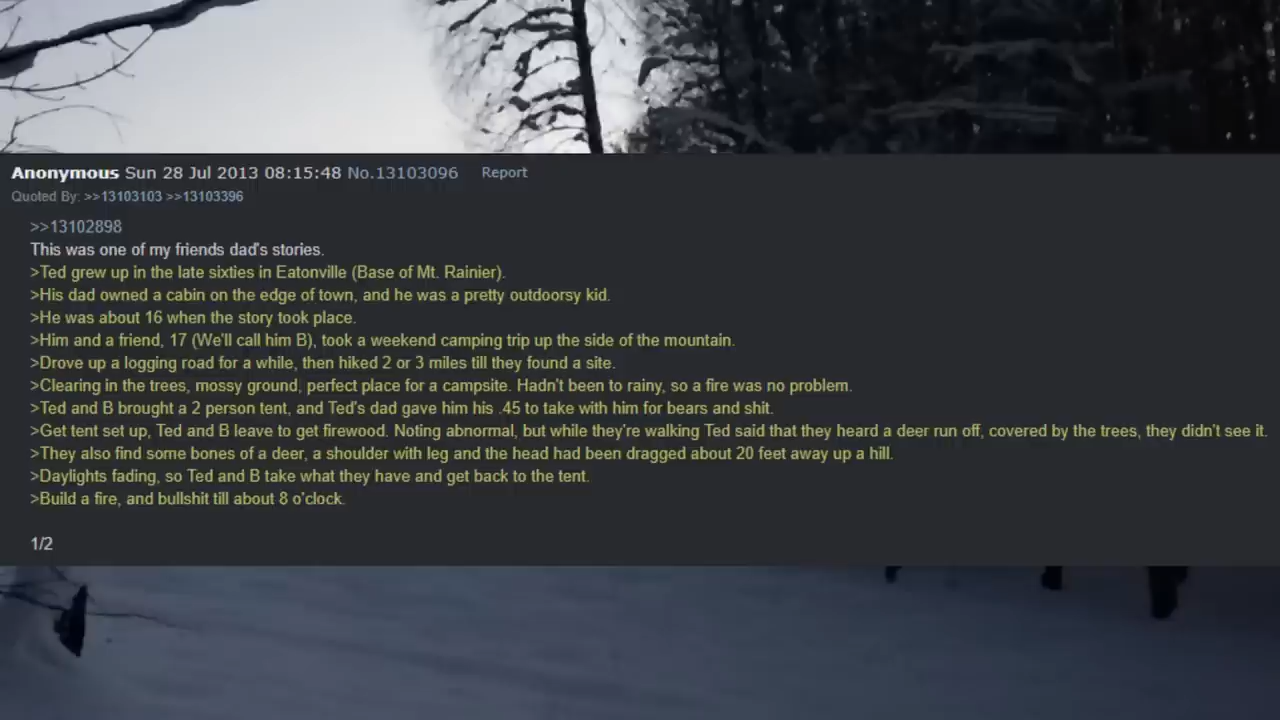 Anonymous Sun 28 Jul 2013 08:15:48 No.13103096 Report
Quoted By: >>13103103 >>13103396
>>13102898
This was one of my friends dad's stories.
>Ted grew up in the late sixties in Eatonville (Base of Mt. Rainier).
>His dad owned a cabin on the edge of town, and he was a pretty outdoorsy kid.
>He was about 16 when the story took place.
>Him and a friend, 17 (We'll call him B), took a weekend camping trip up the side of the mountain.
>Drove up a logging road for a while, then hiked 2 or 3 miles till they found a site.
>Clearing in the trees, mossy ground, perfect place for a campsite. Hadn't been to rainy, so a fire was no problem.
>Ted and B brought a 2 person tent, and Ted's dad gave him his .45 to take with him for bears and shit.
>Get tent set up, Ted and B leave to get firewood. Noting abnormal, but while they're walking Ted said that they heard a deer run off, covered by the trees, they didn't see it.
>They also find some bones of a deer, a shoulder with leg and the head had been dragged about 20 feet away up a hill.
>Daylights fading, so Ted and B take what they have and get back to the tent.
>Build a fire, and bullshit till about 8 o'clock.
1/2